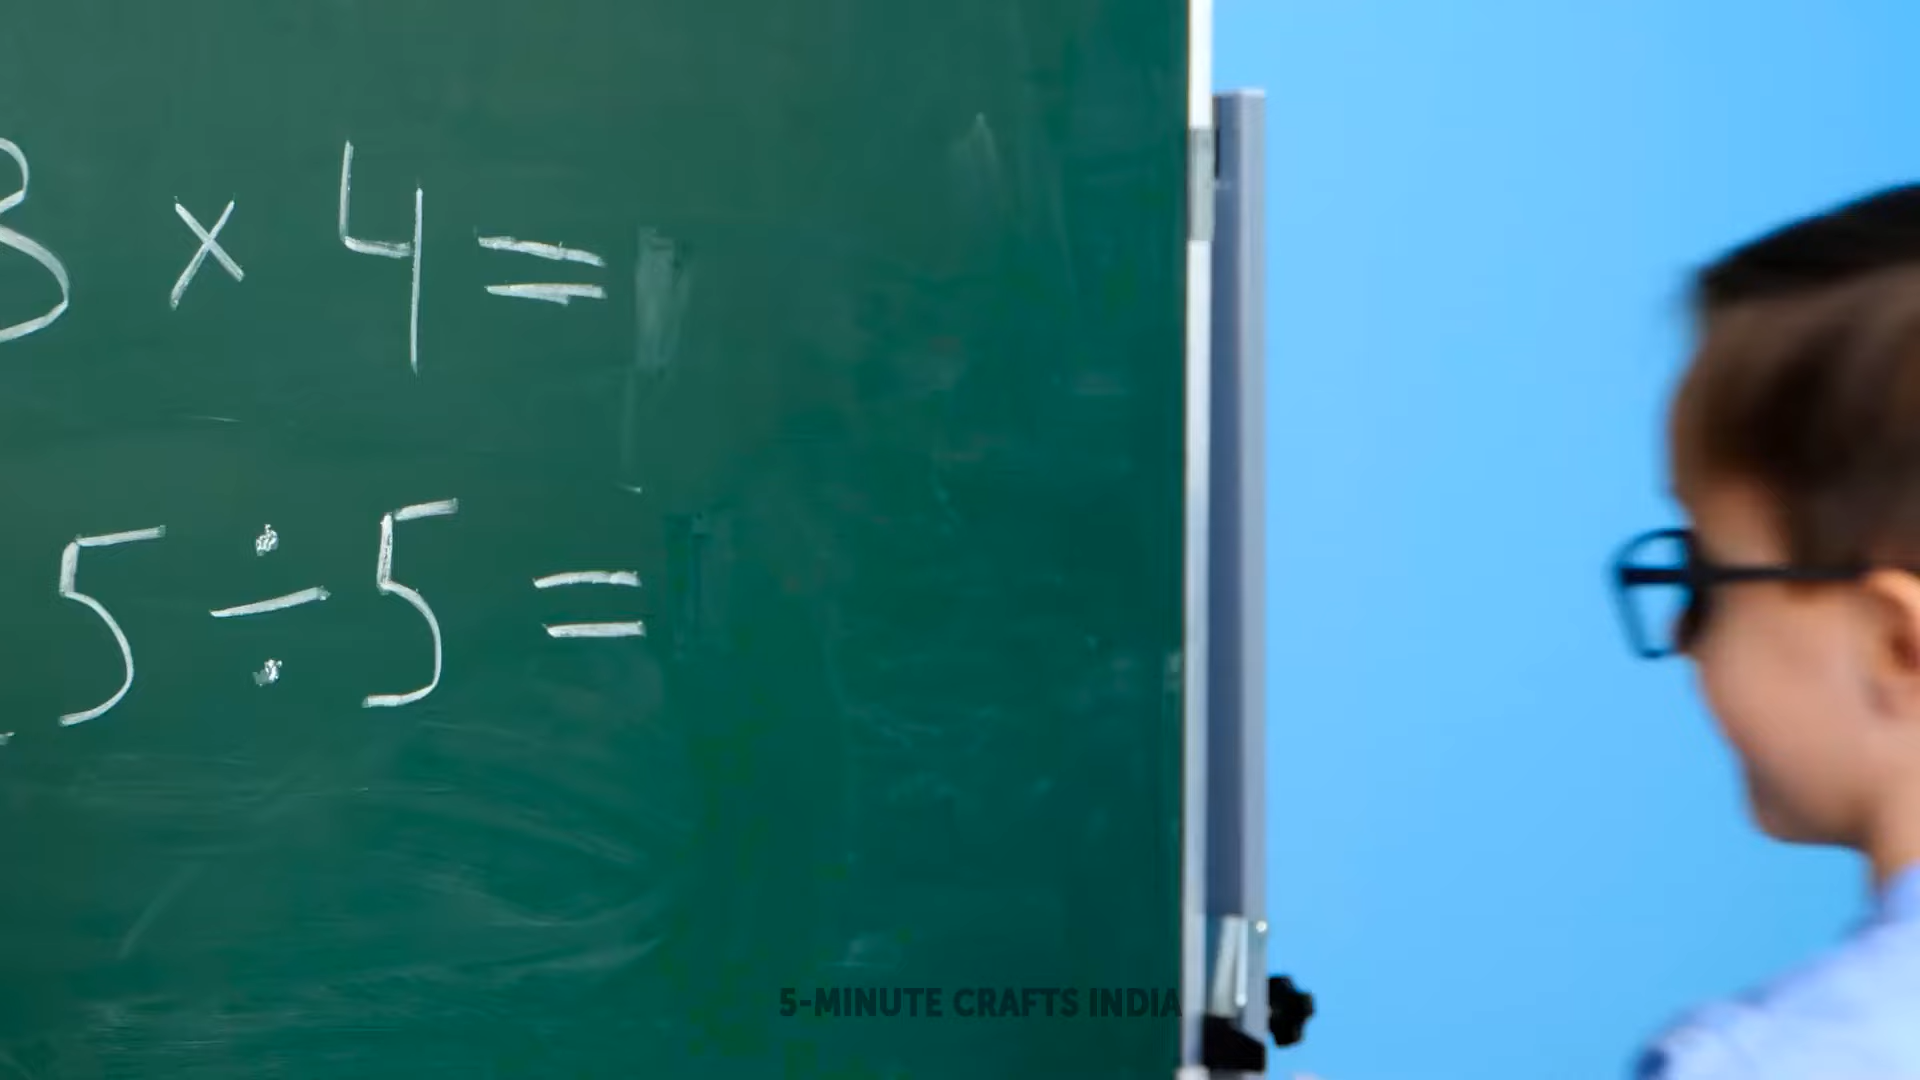 3 × 4 =
5 ÷ 5 =
5-MINUTE CRAFTS INDIA